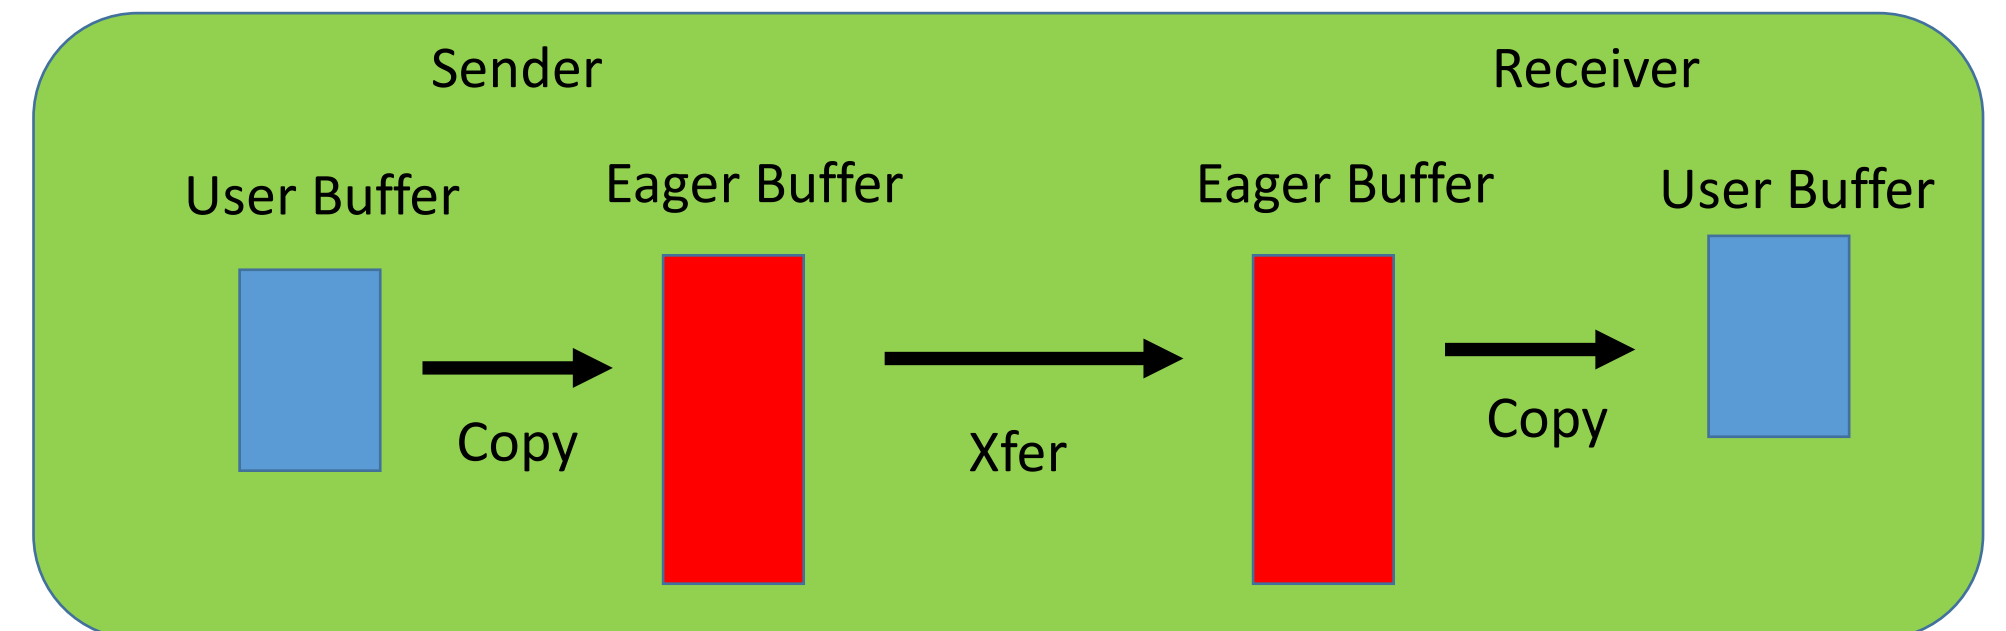 Sender
Receiver
User Buffer
Eager Buffer
Eager Buffer
User Buffer
Copy
Xfer
Copy